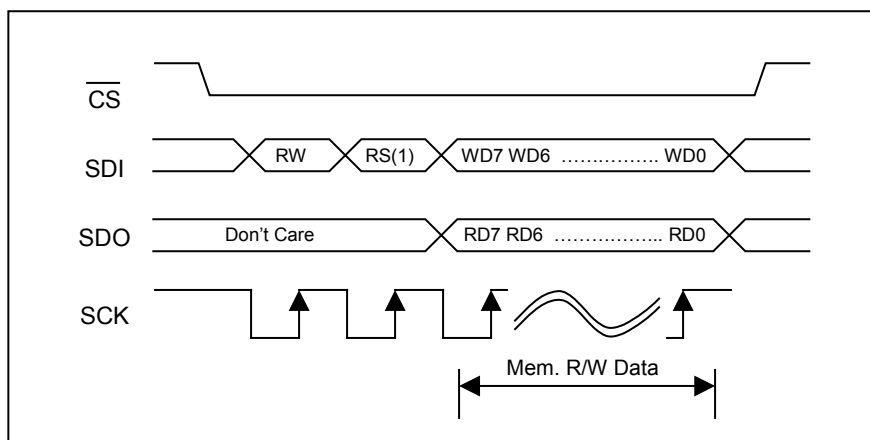 CS
SDI RW RS(1) WD7 WD6 ................. WD0
SDO Don't Care RD7 RD6 .................. RD0
SCK
Mem. R/W Data